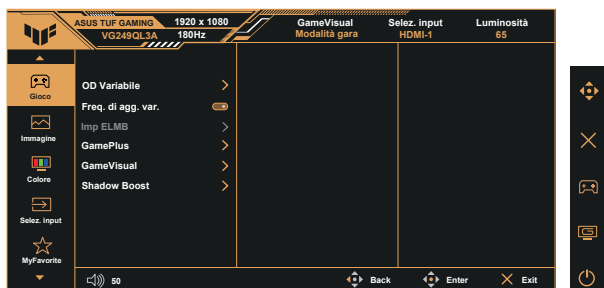 ASUS TUF GAMING 1920 x 1080 GameVisual Selez. input Luminosità
VG249QL3A 180Hz Modalità gara HDMI-1 65
Gioco
Immagine
Colore
Selez. input
MyFavorite
OD Variabile
Freq. di agg. var.
Imp ELMB
GamePlus
GameVisual
Shadow Boost
50 Back Enter Exit